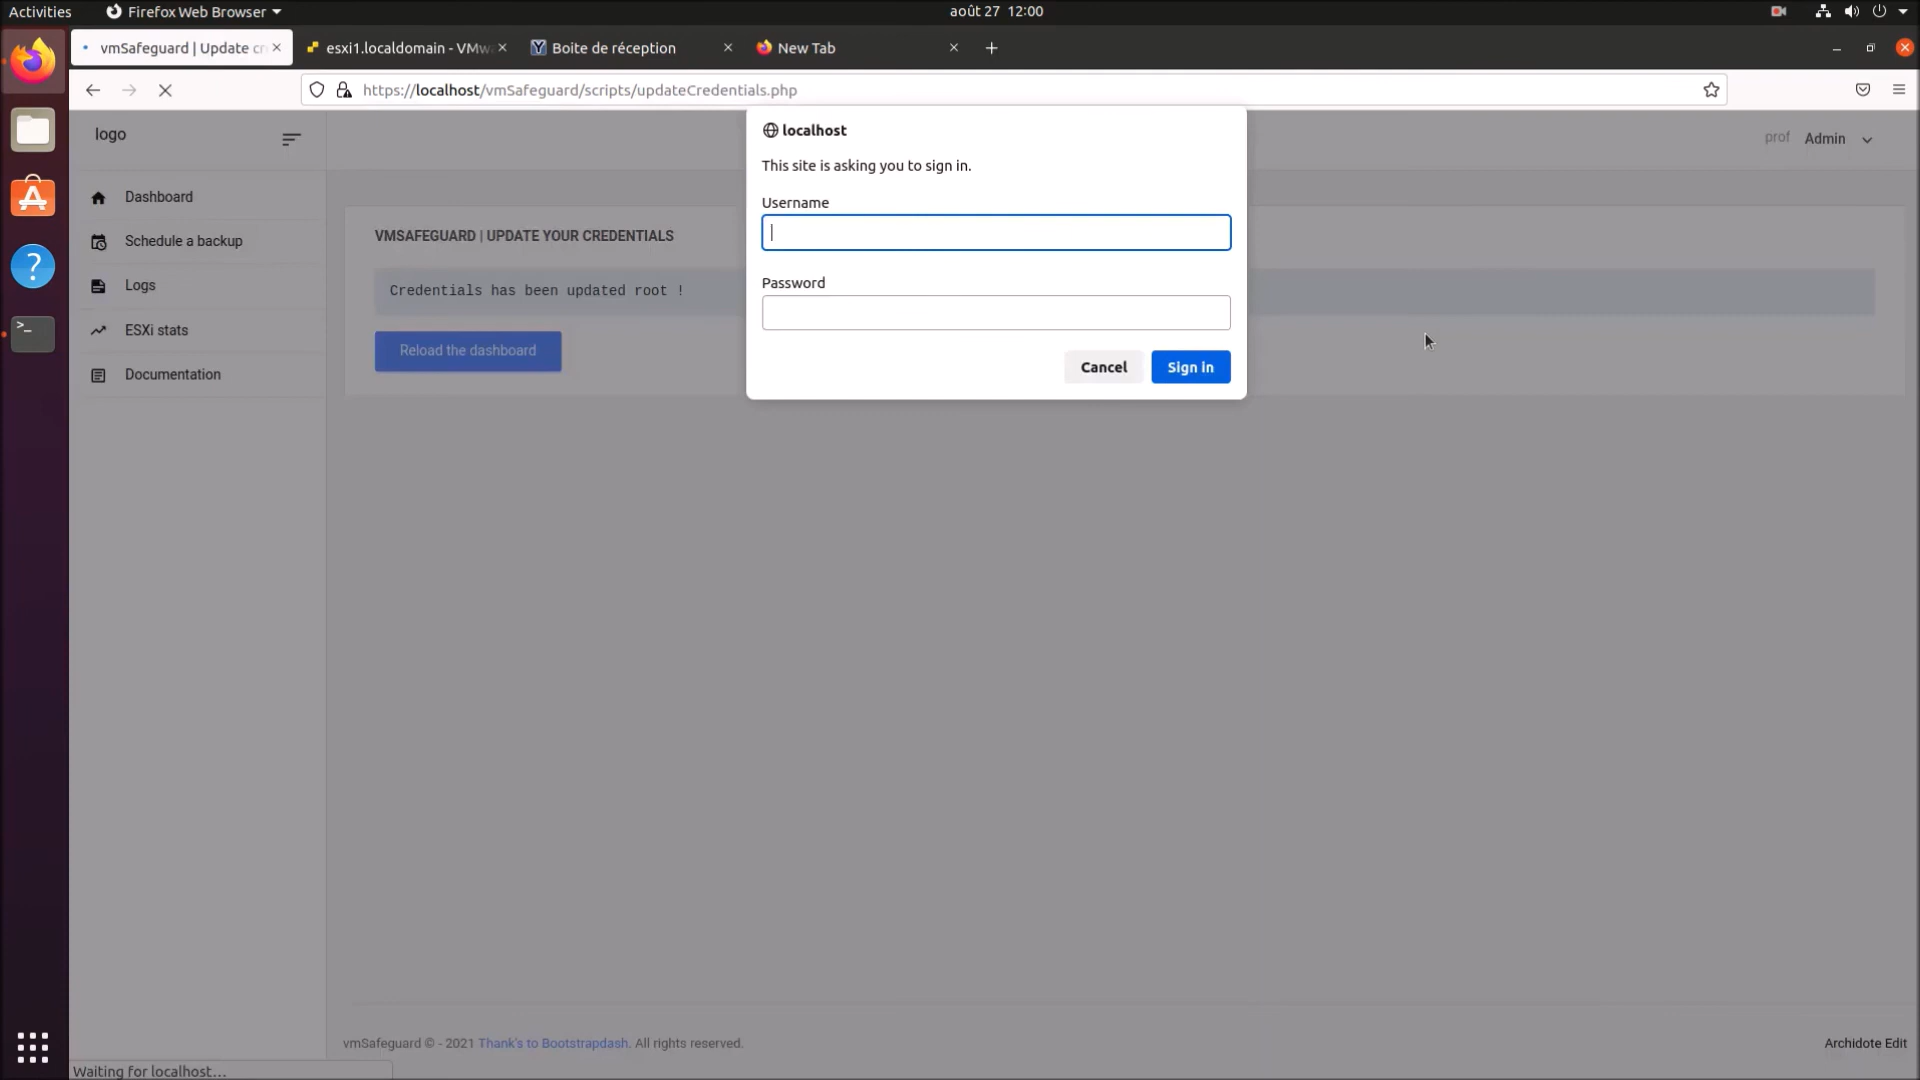 Activities
Firefox Web Browser
août 27 12:00
vmSafeguard | Update cr
esxi1.localdomain - VMw
Boite de réception
New Tab
https://localhost/vmSafeguard/scripts/updateCredentials.php
logo
prof Admin
Dashboard
Schedule a backup
Logs
ESXi stats
Documentation
VMSAFEGUARD | UPDATE YOUR CREDENTIALS
Credentials has been updated root !
Reload the dashboard
localhost
This site is asking you to sign in.
Username
Password
Cancel
Sign in
vmSafeguard © - 2021 Thank's to Bootstrapdash. All rights reserved.
Archidote Edit
Waiting for localhost...